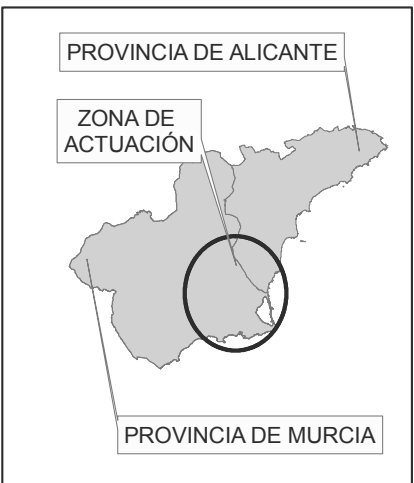 PROVINCIA DE ALICANTE
ZONA DE
ACTUACIÓN
PROVINCIA DE MURCIA